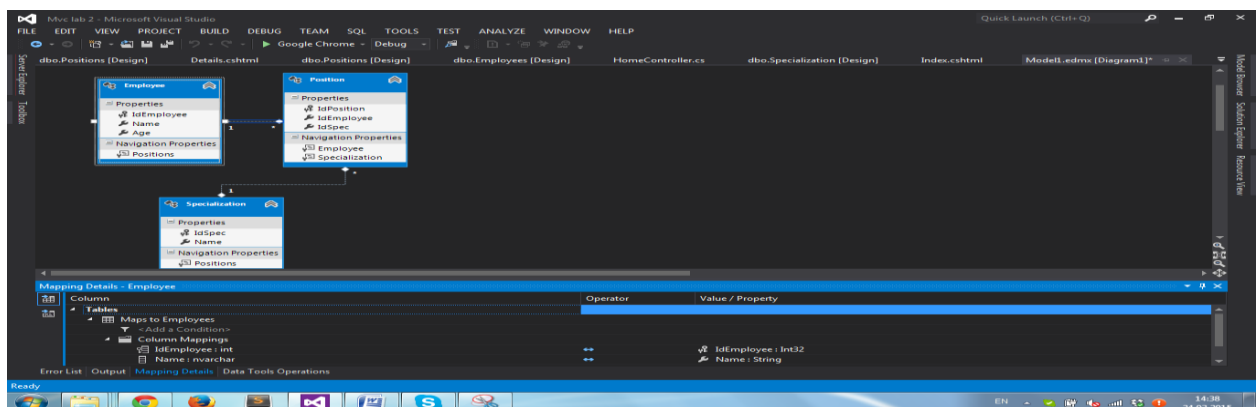 Mvc lab 2 - Microsoft Visual Studio
Quick Launch (Ctrl+Q)
FILE EDIT VIEW PROJECT BUILD DEBUG TEAM SQL TOOLS TEST ANALYZE WINDOW HELP
Google Chrome - Debug
dbo.Positions [Design] Details.cshtml dbo.Positions [Design] dbo.Employees [Design] HomeController.cs dbo.Specialization [Design] Index.cshtml Model1.edmx [Diagram1]*
Server Explorer
Toolbox
Employee
Properties
IdEmployee
Name
Age
Navigation Properties
Positions
1
*
Position
Properties
IdPosition
IdEmployee
IdSpec
Navigation Properties
Employee
Specialization
*
1
Specialization
Properties
IdSpec
Name
Navigation Properties
Positions
Model Browser
Solution Explorer
Resource View
Mapping Details - Employee
Column Operator Value / Property
Tables
Maps to Employees
<Add a Condition>
Column Mappings
IdEmployee : int IdEmployee : Int32
Name : nvarchar Name : String
Error List Output Mapping Details Data Tools Operations
Ready
EN 14:38